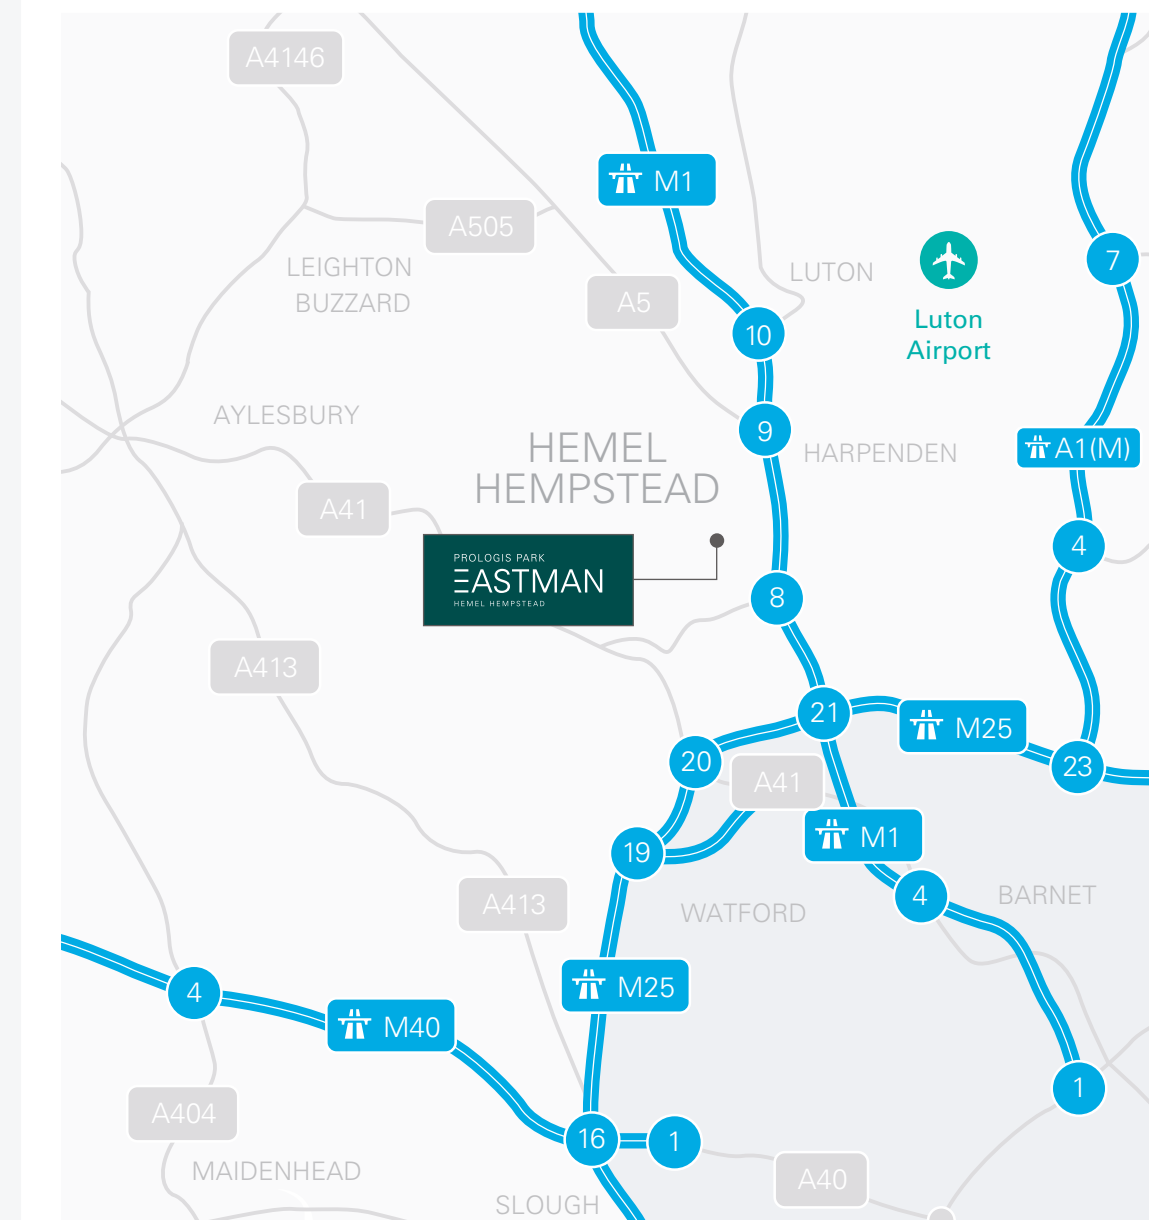 A4146
M1
A505
7
LEIGHTON
BUZZARD
LUTON
A5
Luton
Airport
10
AYLESBURY
9
HEMEL
HEMPSTEAD
HARPENDEN
A1(M)
A41
4
PROLOGIS PARK
EASTMAN
HEMEL HEMPSTEAD
8
A413
21
M25
20
A41
23
M1
19
4
BARNET
A413
WATFORD
M25
4
M40
1
A404
16
1
MAIDENHEAD
A40
SLOUGH